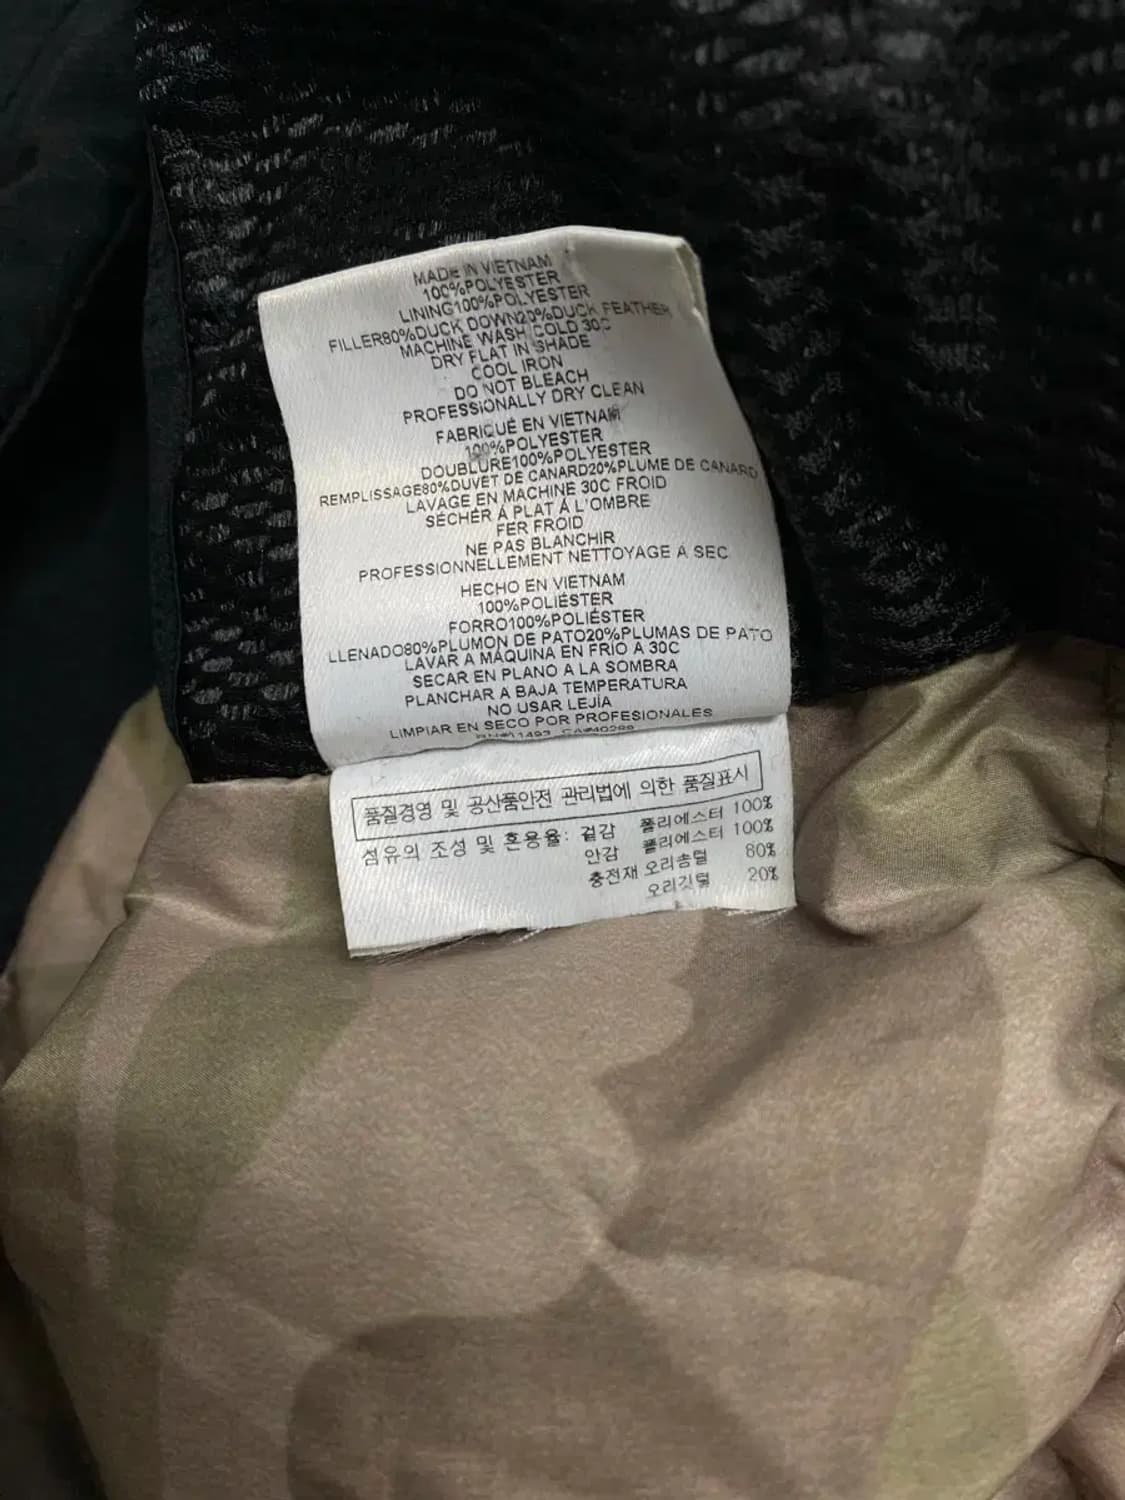 MADE IN VIETNAM
100%POLYESTER
LINING100%POLYESTER
FILLER80%DUCK DOWN20%DUCK FEATHER
MACHINE WASH COLD 30C
DRY FLAT IN SHADE
COOL IRON
DO NOT BLEACH
PROFESSIONALLY DRY CLEAN
FABRIQUÉ EN VIETNAM
100%POLYESTER
DOUBLURE100%POLYESTER
REMPLISSAGE80%DUVET DE CANARD20%PLUME DE CANARD
LAVAGE EN MACHINE 30C FROID
SÉCHER À PLAT À L'OMBRE
FER FROID
NE PAS BLANCHIR
PROFESSIONNELLEMENT NETTOYAGE A SEC
HECHO EN VIETNAM
100%POLIÉSTER
FORRO100%POLIÉSTER
LLENADO80%PLUMON DE PATO20%PLUMAS DE PATO
LAVAR A MÁQUINA EN FRÍO A 30C
SECAR EN PLANO A LA SOMBRA
PLANCHAR A BAJA TEMPERATURA
NO USAR LEJÍA
LIMPIAR EN SECO POR PROFESIONALES
품질경영 및 공산품안전 관리법에 의한 품질표시
섬유의 조성 및 혼용율: 겉감 폴리에스터 100%
안감 폴리에스터 100%
충전재 오리솜털 80%
오리깃털 20%